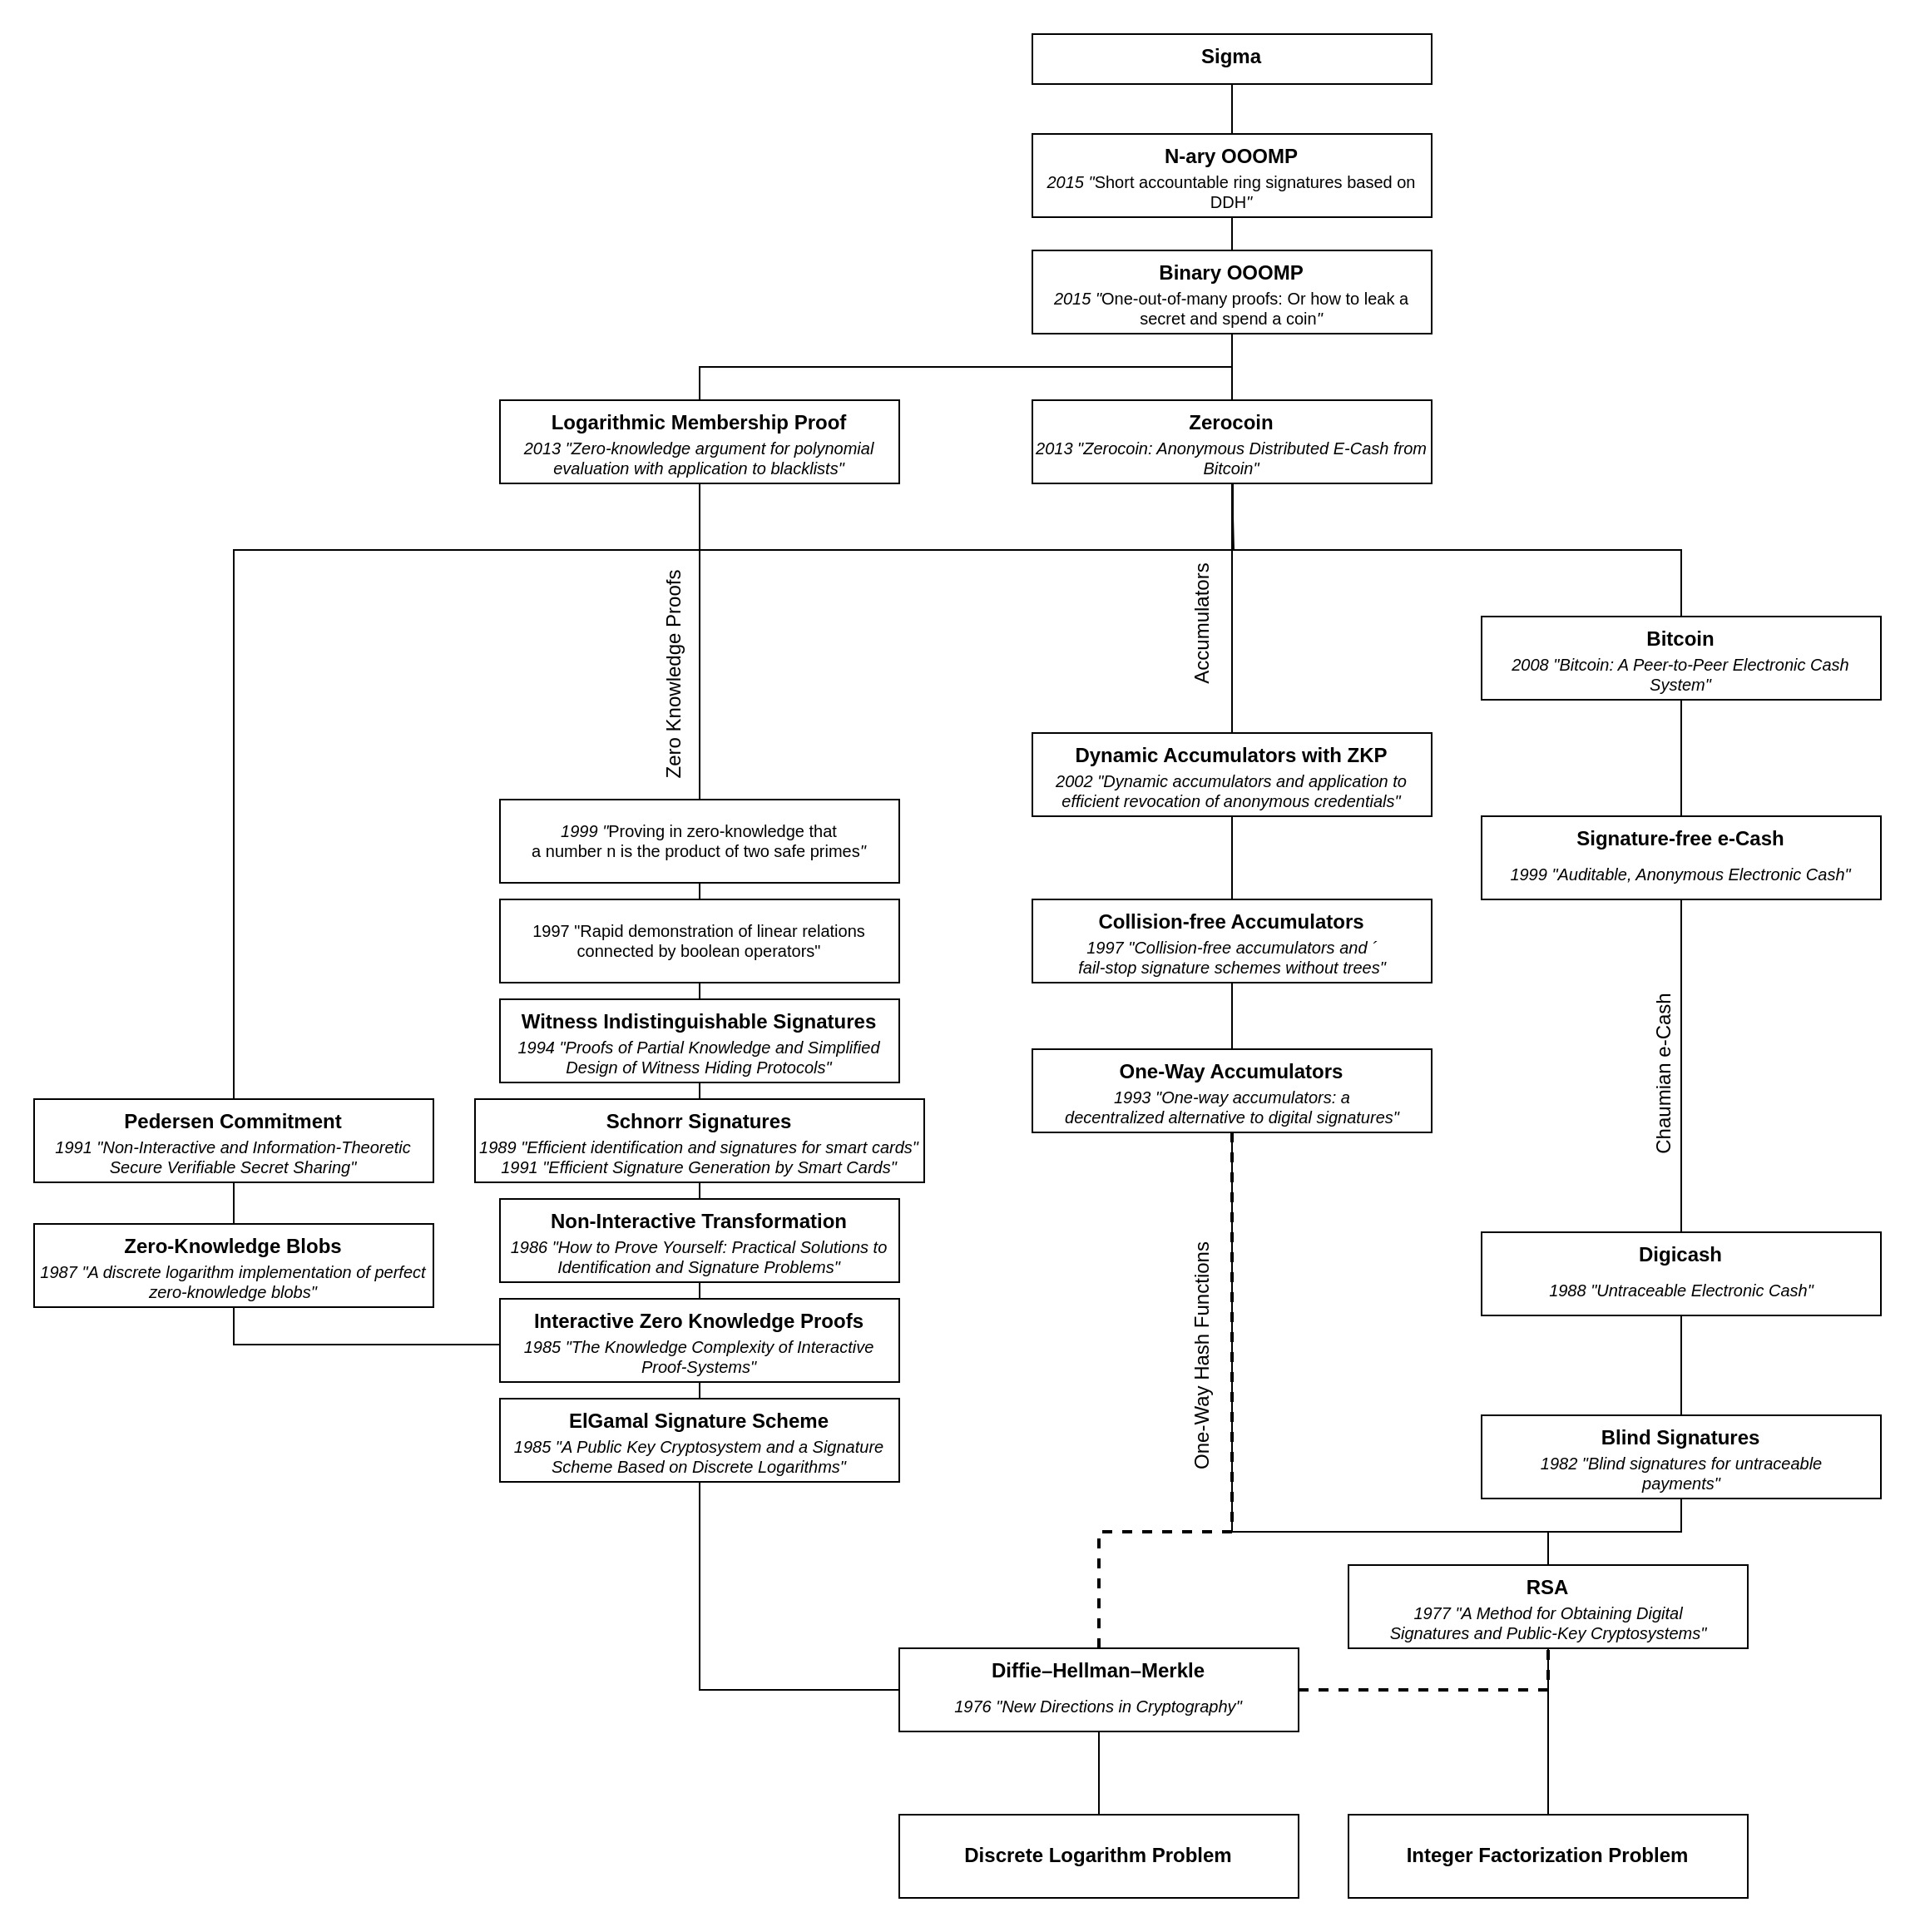 Sigma
N-ary OOOMP
2015 "Short accountable ring signatures based on
DDH"
Binary OOOMP
2015 "One-out-of-many proofs: Or how to leak a
secret and spend a coin"
Logarithmic Membership Proof
2013 "Zero-knowledge argument for polynomial
evaluation with application to blacklists"
Zerocoin
2013 "Zerocoin: Anonymous Distributed E-Cash from
Bitcoin"
Zero Knowledge Proofs
Accumulators
Bitcoin
2008 "Bitcoin: A Peer-to-Peer Electronic Cash
System"
Dynamic Accumulators with ZKP
2002 "Dynamic accumulators and application to
efficient revocation of anonymous credentials"
1999 "Proving in zero-knowledge that
a number n is the product of two safe primes"
Signature-free e-Cash
1999 "Auditable, Anonymous Electronic Cash"
1997 "Rapid demonstration of linear relations
connected by boolean operators"
Collision-free Accumulators
1997 "Collision-free accumulators and ´
fail-stop signature schemes without trees"
Witness Indistinguishable Signatures
1994 "Proofs of Partial Knowledge and Simplified
Design of Witness Hiding Protocols"
One-Way Accumulators
1993 "One-way accumulators: a
decentralized alternative to digital signatures"
Chaumian e-Cash
Pedersen Commitment
1991 "Non-Interactive and Information-Theoretic
Secure Verifiable Secret Sharing"
Schnorr Signatures
1989 "Efficient identification and signatures for smart cards"
1991 "Efficient Signature Generation by Smart Cards"
Zero-Knowledge Blobs
1987 "A discrete logarithm implementation of perfect
zero-knowledge blobs"
Non-Interactive Transformation
1986 "How to Prove Yourself: Practical Solutions to
Identification and Signature Problems"
One-Way Hash Functions
Digicash
1988 "Untraceable Electronic Cash"
Interactive Zero Knowledge Proofs
1985 "The Knowledge Complexity of Interactive
Proof-Systems"
ElGamal Signature Scheme
1985 "A Public Key Cryptosystem and a Signature
Scheme Based on Discrete Logarithms"
Blind Signatures
1982 "Blind signatures for untraceable
payments"
RSA
1977 "A Method for Obtaining Digital
Signatures and Public-Key Cryptosystems"
Diffie–Hellman–Merkle
1976 "New Directions in Cryptography"
Discrete Logarithm Problem
Integer Factorization Problem